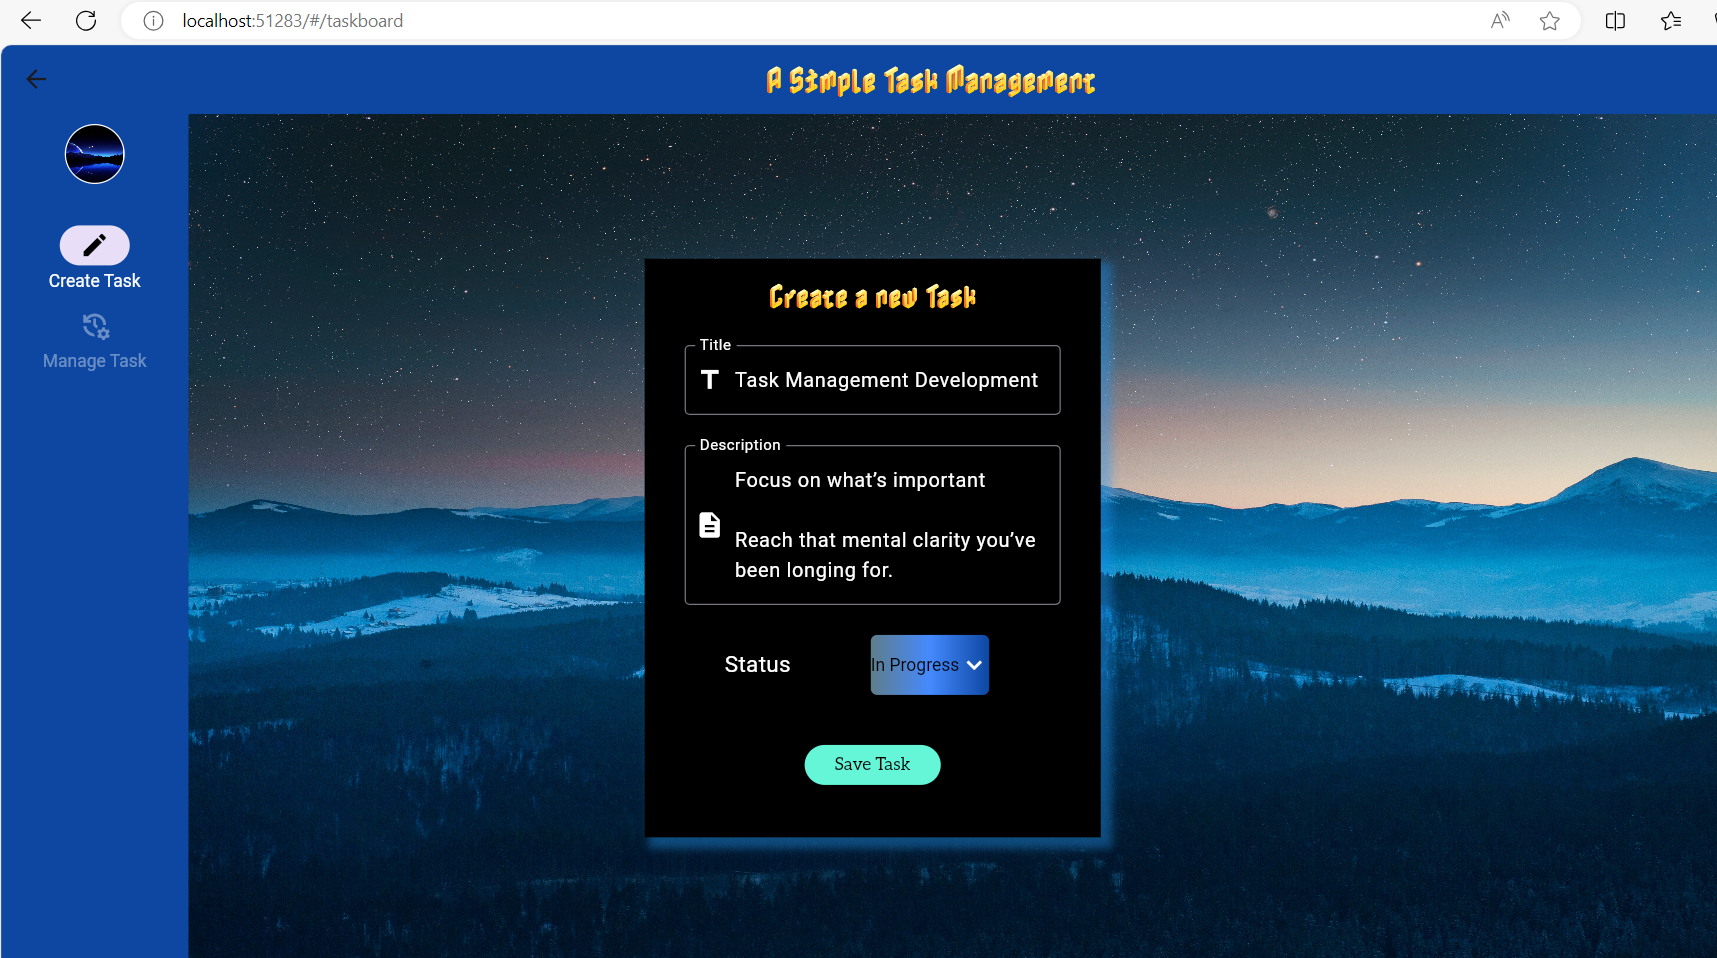 localhost:51283/#/taskboard
A Simple Task Management
Create Task
Manage Task
Create a new Task
Title
Task Management Development
Description
Focus on what’s important
Reach that mental clarity you’ve
been longing for.
Status
In Progress
Save Task